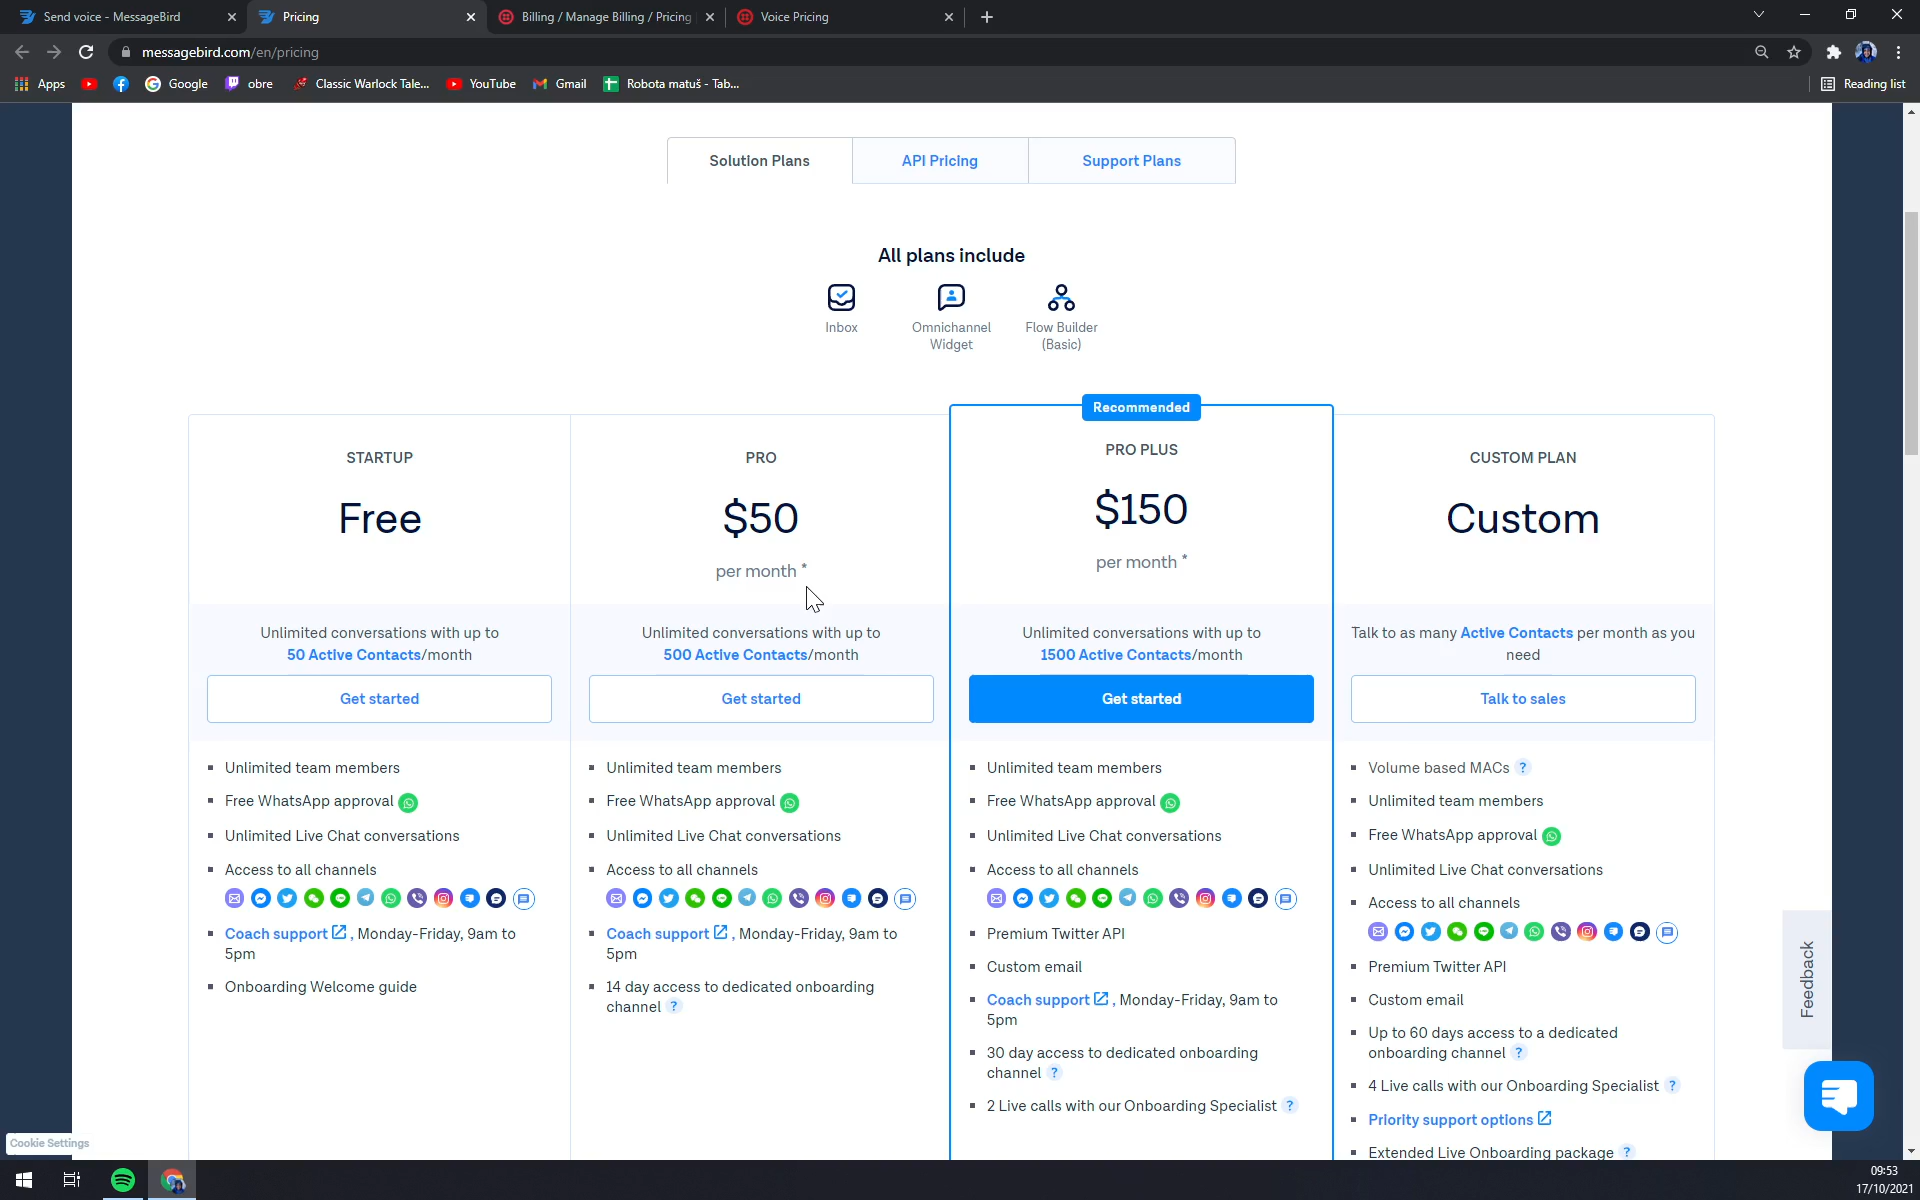 Send voice - MessageBird
Pricing
Billing / Manage Billing / Pricing
Voice Pricing
messagebird.com/en/pricing
Apps
Google
obre
Classic Warlock Tale...
YouTube
Gmail
Robota matuš - Tab...
Reading list
Solution Plans
API Pricing
Support Plans
All plans include
Inbox
Omnichannel
Widget
Flow Builder
(Basic)
STARTUP
Free
Unlimited conversations with up to
50 Active Contacts/month
Get started
Unlimited team members
Free WhatsApp approval
Unlimited Live Chat conversations
Access to all channels
Coach support , Monday-Friday, 9am to
5pm
Onboarding Welcome guide
PRO
$50
per month *
Unlimited conversations with up to
500 Active Contacts/month
Get started
Unlimited team members
Free WhatsApp approval
Unlimited Live Chat conversations
Access to all channels
Coach support , Monday-Friday, 9am to
5pm
14 day access to dedicated onboarding
channel ?
Recommended
PRO PLUS
$150
per month *
Unlimited conversations with up to
1500 Active Contacts/month
Get started
Unlimited team members
Free WhatsApp approval
Unlimited Live Chat conversations
Access to all channels
Premium Twitter API
Custom email
Coach support , Monday-Friday, 9am to
5pm
30 day access to dedicated onboarding
channel ?
2 Live calls with our Onboarding Specialist ?
CUSTOM PLAN
Custom
Talk to as many Active Contacts per month as you
need
Talk to sales
Volume based MACs ?
Unlimited team members
Free WhatsApp approval
Unlimited Live Chat conversations
Access to all channels
Premium Twitter API
Custom email
Up to 60 days access to a dedicated
onboarding channel ?
4 Live calls with our Onboarding Specialist ?
Priority support options
Extended Live Onboarding package ?
Feedback
Cookie Settings
09:53
17/10/2021